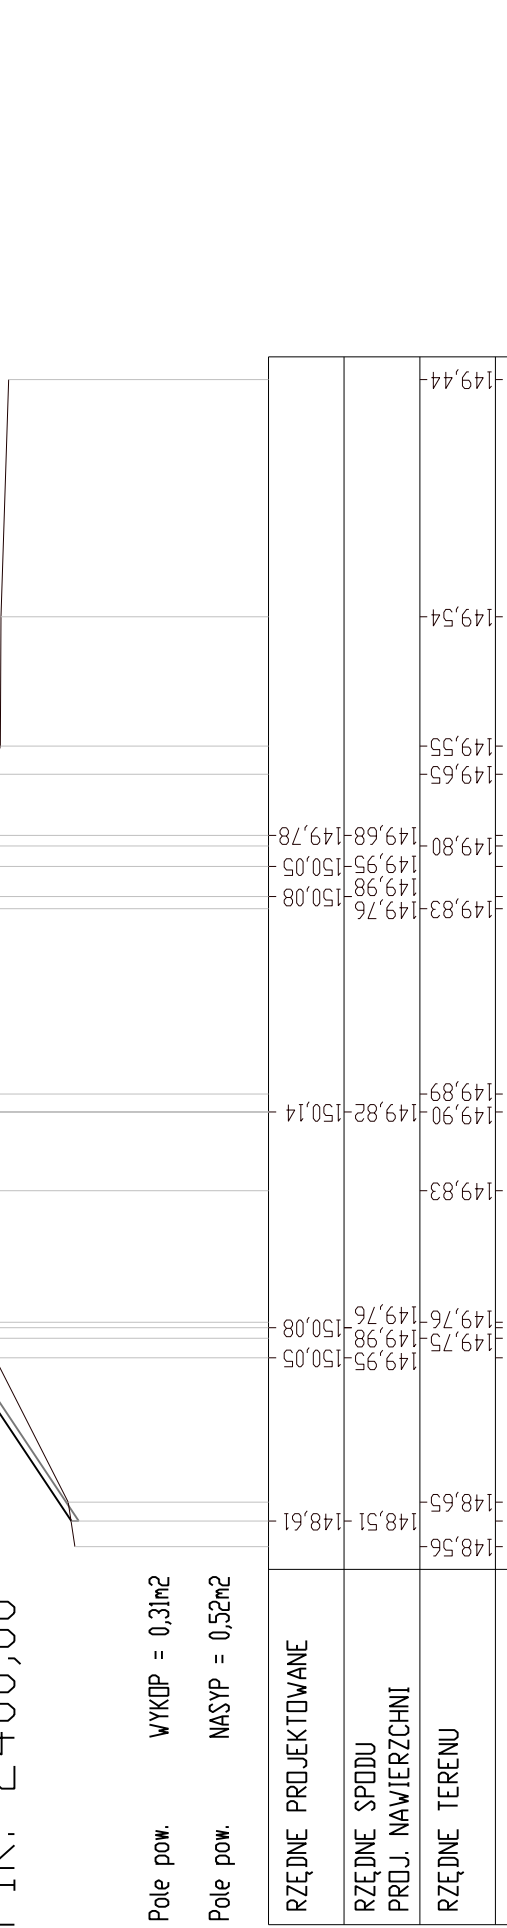 Pole pow. WYKOP = 0,31m2
Pole pow. NASYP = 0,52m2
RZĘDNE PROJEKTOWANE
148,61 150,05 150,08 150,14 150,08 150,05 149,78
RZĘDNE SPODU
PROJ. NAWIERZCHNI
148,51 149,95 149,98 149,76 149,82 149,76 149,98 149,95 149,68
RZĘDNE TERENU
148,56 148,65 149,75 149,76 149,83 149,90 149,89 149,83 149,80 149,65 149,55 149,54 149,44